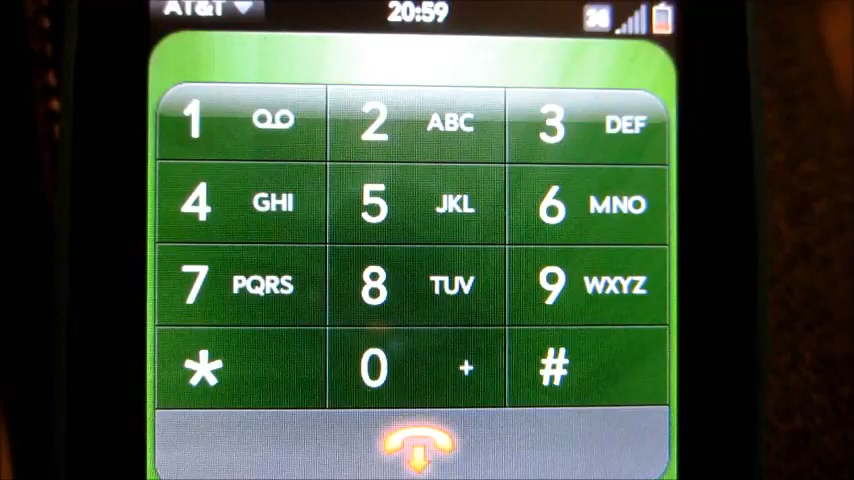 AT&T 20:59 3G
1 2 ABC 3 DEF
4 GHI 5 JKL 6 MNO
7 PQRS 8 TUV 9 WXYZ
* 0 + #